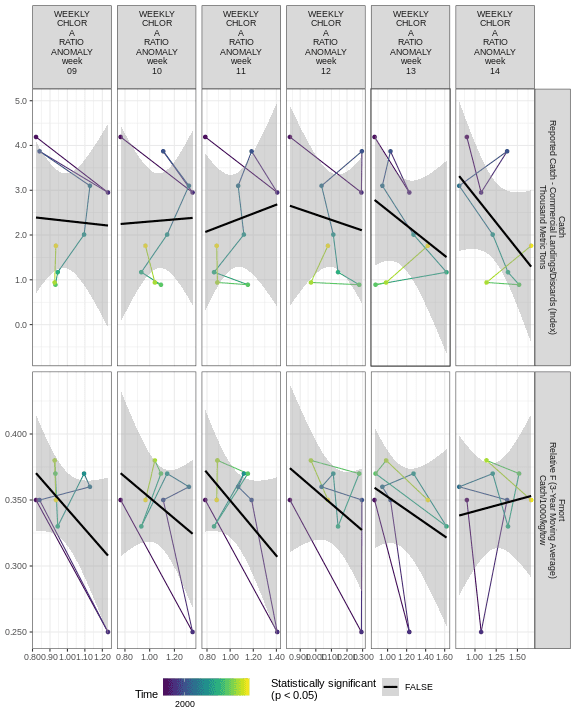 WEEKLY
CHLOR
A
RATIO
ANOMALY
week
09
WEEKLY
CHLOR
A
RATIO
ANOMALY
week
10
WEEKLY
CHLOR
A
RATIO
ANOMALY
week
11
WEEKLY
CHLOR
A
RATIO
ANOMALY
week
12
WEEKLY
CHLOR
A
RATIO
ANOMALY
week
13
WEEKLY
CHLOR
A
RATIO
ANOMALY
week
14
5.0
4.0
3.0
2.0
1.0
0.0
Catch
Reported Catch - Commercial Landings/Discards (Index)
Thousand Metric Tons
0.400
0.350
0.300
0.250
Fmort
Relative F (3-Year Moving Average)
Catch/1000/kg/tow
0.80 0.90 1.00 1.10 1.20
0.80 1.00 1.20
0.80 1.00 1.20 1.40
0.90 1.00 1.10 1.20 1.30
1.00 1.20 1.40 1.60
1.00 1.25 1.50
Time
2000
Statistically significant
(p < 0.05)
FALSE